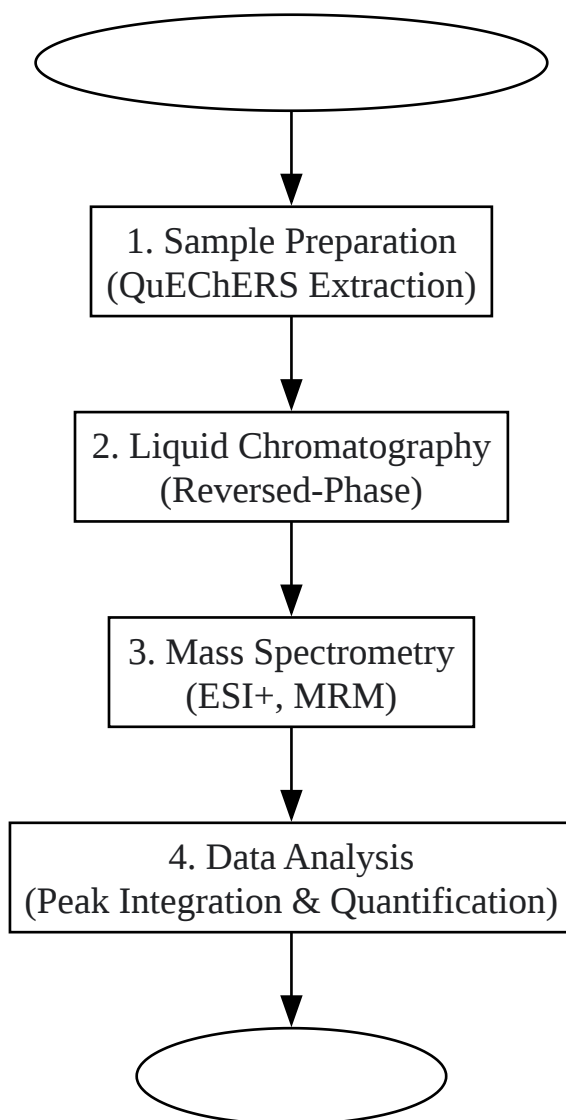 1. Sample Preparation
(QuEChERS Extraction)
2. Liquid Chromatography
(Reversed-Phase)
3. Mass Spectrometry
(ESI+, MRM)
4. Data Analysis
(Peak Integration & Quantification)